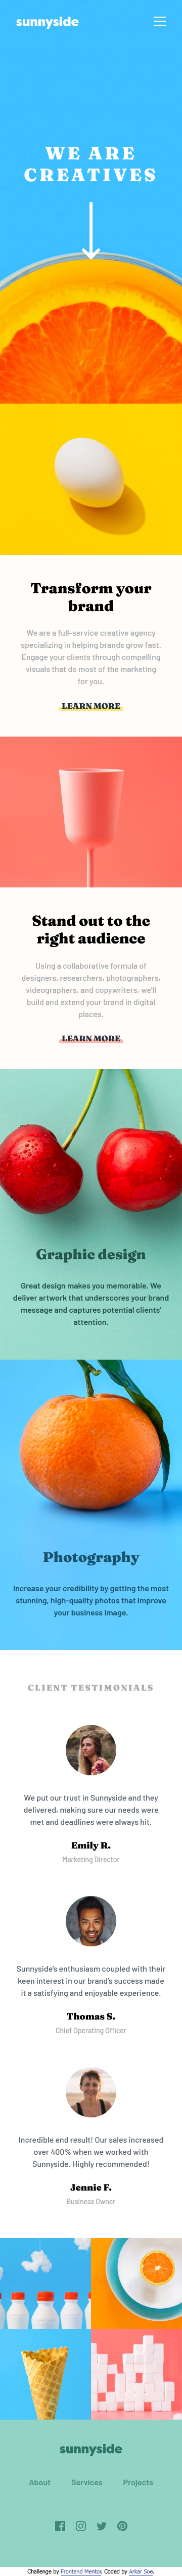 sunnyside
WE ARE
CREATIVES
Transform your
brand
We are a full-service creative agency
specializing in helping brands grow fast.
Engage your clients through compelling
visuals that do most of the marketing
for you.
LEARN MORE
Stand out to the
right audience
Using a collaborative formula of
designers, researchers, photographers,
videographers, and copywriters, we'll
build and extend your brand in digital
places.
LEARN MORE
Graphic design
Great design makes you memorable. We
deliver artwork that underscores your brand
message and captures potential clients'
attention.
Photography
Increase your credibility by getting the most
stunning, high-quality photos that improve
your business image.
CLIENT TESTIMONIALS
We put our trust in Sunnyside and they
delivered, making sure our needs were
met and deadlines were always hit.
Emily R.
Marketing Director
Sunnyside's enthusiasm coupled with their
keen interest in our brand's success made
it a satisfying and enjoyable experience.
Thomas S.
Chief Operating Officer
Incredible end result! Our sales increased
over 400% when we worked with
Sunnyside. Highly recommended!
Jennie F.
Business Owner
sunnyside
About Services Projects
Challenge by Frontend Mentor. Coded by Arkar Soe.